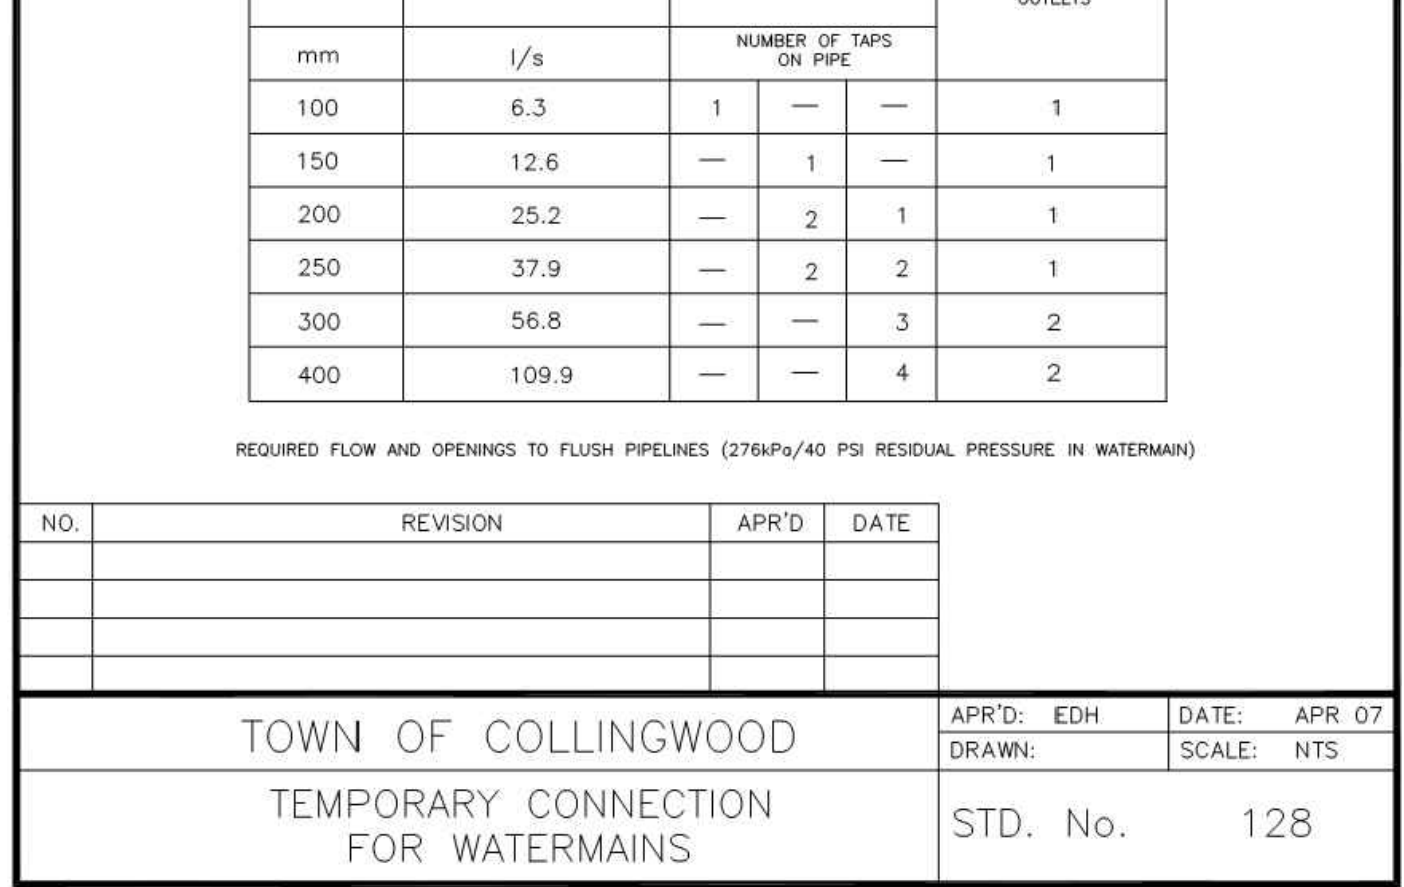 OUTLETS
mm l/s NUMBER OF TAPS
ON PIPE
100 6.3 1 — — 1
150 12.6 — 1 — 1
200 25.2 — 2 1 1
250 37.9 — 2 2 1
300 56.8 — — 3 2
400 109.9 — — 4 2
REQUIRED FLOW AND OPENINGS TO FLUSH PIPELINES (276kPa/40 PSI RESIDUAL PRESSURE IN WATERMAIN)
NO. REVISION APR'D DATE
TOWN OF COLLINGWOOD
APR'D: EDH DATE: APR 07
DRAWN: SCALE: NTS
TEMPORARY CONNECTION
FOR WATERMAINS
STD. No. 128